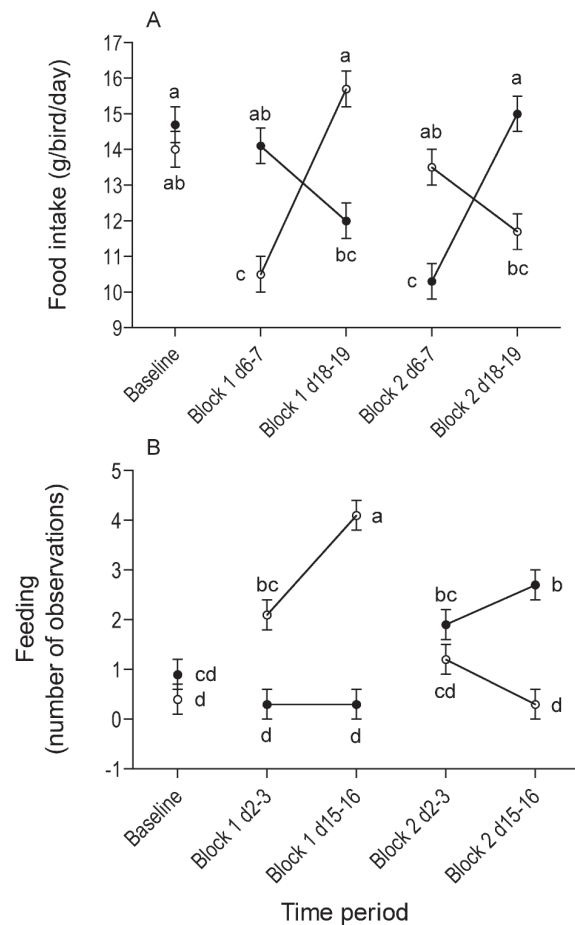 A
Food intake (g/bird/day)
17
16
15
14
13
12
11
10
9
a
ab
ab
c
a
bc
ab
c
a
bc
Baseline
Block 1 d6-7
Block 1 d18-19
Block 2 d6-7
Block 2 d18-19
B
Feeding
(number of observations)
5
4
3
2
1
0
-1
cd
d
bc
d
a
d
bc
cd
b
d
Baseline
Block 1 d2-3
Block 1 d15-16
Block 2 d2-3
Block 2 d15-16
Time period